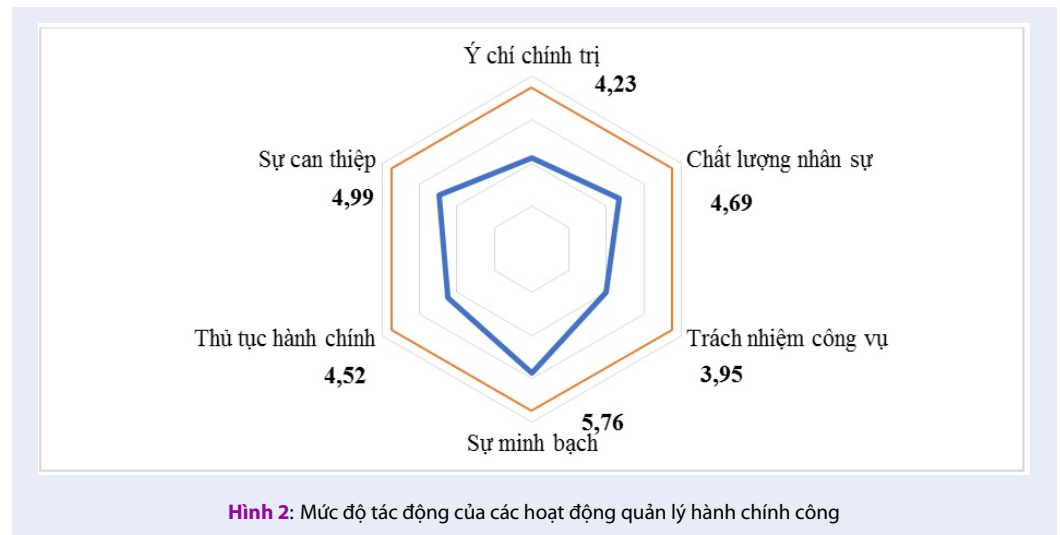 Ý chí chính trị
4,23
Sự can thiệp
4,99
Chất lượng nhân sự
4,69
Thủ tục hành chính
4,52
Trách nhiệm công vụ
3,95
5,76
Sự minh bạch
Hình 2: Mức độ tác động của các hoạt động quản lý hành chính công